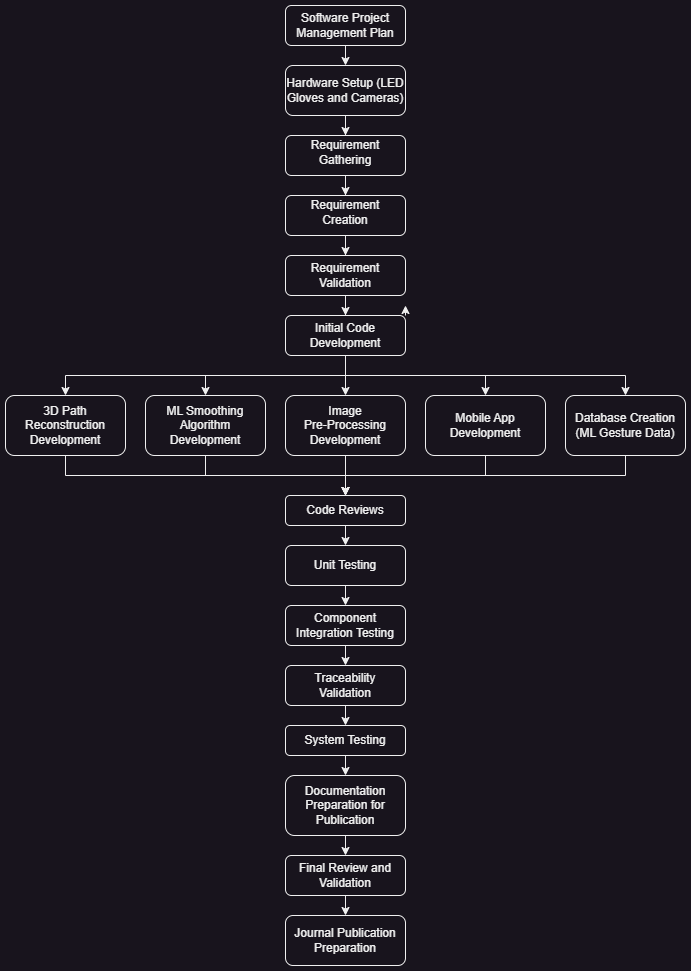 Software Project
Management Plan
Hardware Setup (LED
Gloves and Cameras)
Requirement
Gathering
Requirement
Creation
Requirement
Validation
Initial Code
Development
3D Path
Reconstruction
Development
ML Smoothing
Algorithm
Development
Image
Pre-Processing
Development
Mobile App
Development
Database Creation
(ML Gesture Data)
Code Reviews
Unit Testing
Component
Integration Testing
Traceability
Validation
System Testing
Documentation
Preparation for
Publication
Final Review and
Validation
Journal Publication
Preparation